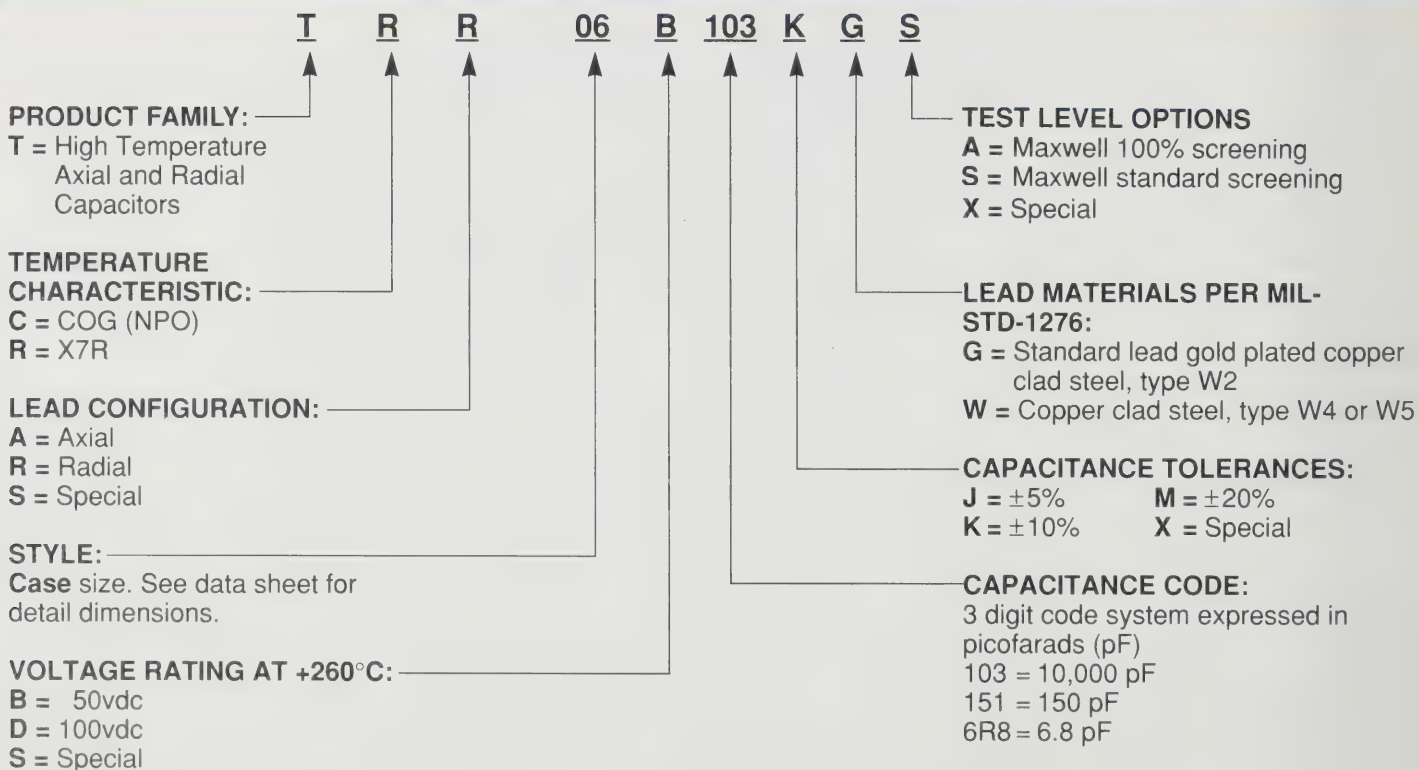 T R R 06 B 103 K G S
PRODUCT FAMILY:
T = High Temperature
Axial and Radial
Capacitors
TEMPERATURE
CHARACTERISTIC:
C = COG (NPO)
R = X7R
LEAD CONFIGURATION:
A = Axial
R = Radial
S = Special
STYLE:
Case size. See data sheet for
detail dimensions.
VOLTAGE RATING AT +260°C:
B = 50vdc
D = 100vdc
S = Special
TEST LEVEL OPTIONS
A = Maxwell 100% screening
S = Maxwell standard screening
X = Special
LEAD MATERIALS PER MIL-
STD-1276:
G = Standard lead gold plated copper
clad steel, type W2
W = Copper clad steel, type W4 or W5
CAPACITANCE TOLERANCES:
J = ±5% M = ±20%
K = ±10% X = Special
CAPACITANCE CODE:
3 digit code system expressed in
picofarads (pF)
103 = 10,000 pF
151 = 150 pF
6R8 = 6.8 pF